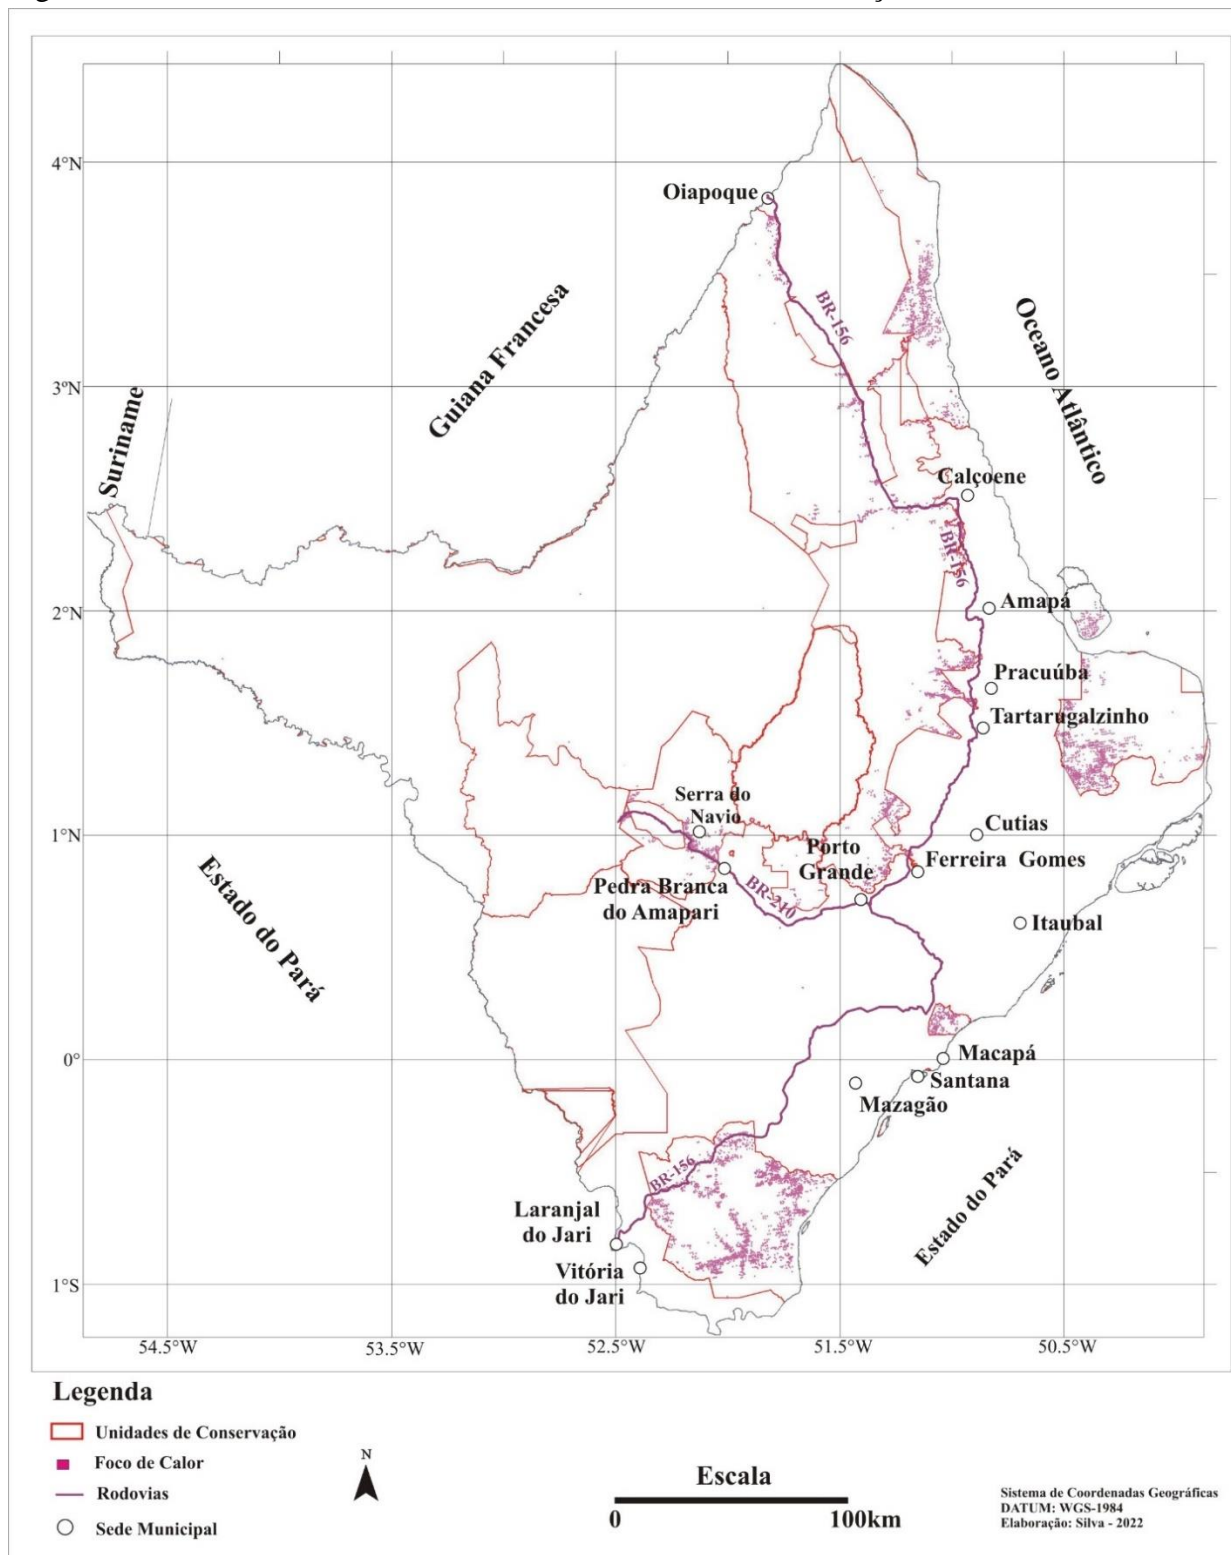 4°N
Oiapoque
BR-156
Guiana Francesa
Oceano Atlântico
3°N
Suriname
Calçoene
BR-156
2°N
Amapá
Pracuúba
Tartarugalzinho
Serra do
Navio
1°N
Cutias
Porto
Grande
Ferreira Gomes
Pedra Branca
do Amapari
BR-210
Estado do Pará
Itaubal
0°
Macapá
Santana
Mazagão
BR-156
Estado do Pará
Laranjal
do Jari
Vitória
do Jari
1°S
54.5°W
53.5°W
52.5°W
51.5°W
50.5°W
Legenda
Unidades de Conservação
Foco de Calor
Rodovias
Sede Municipal
N
Escala
0
100km
Sistema de Coordenadas Geográficas
DATUM: WGS-1984
Elaboração: Silva - 2022